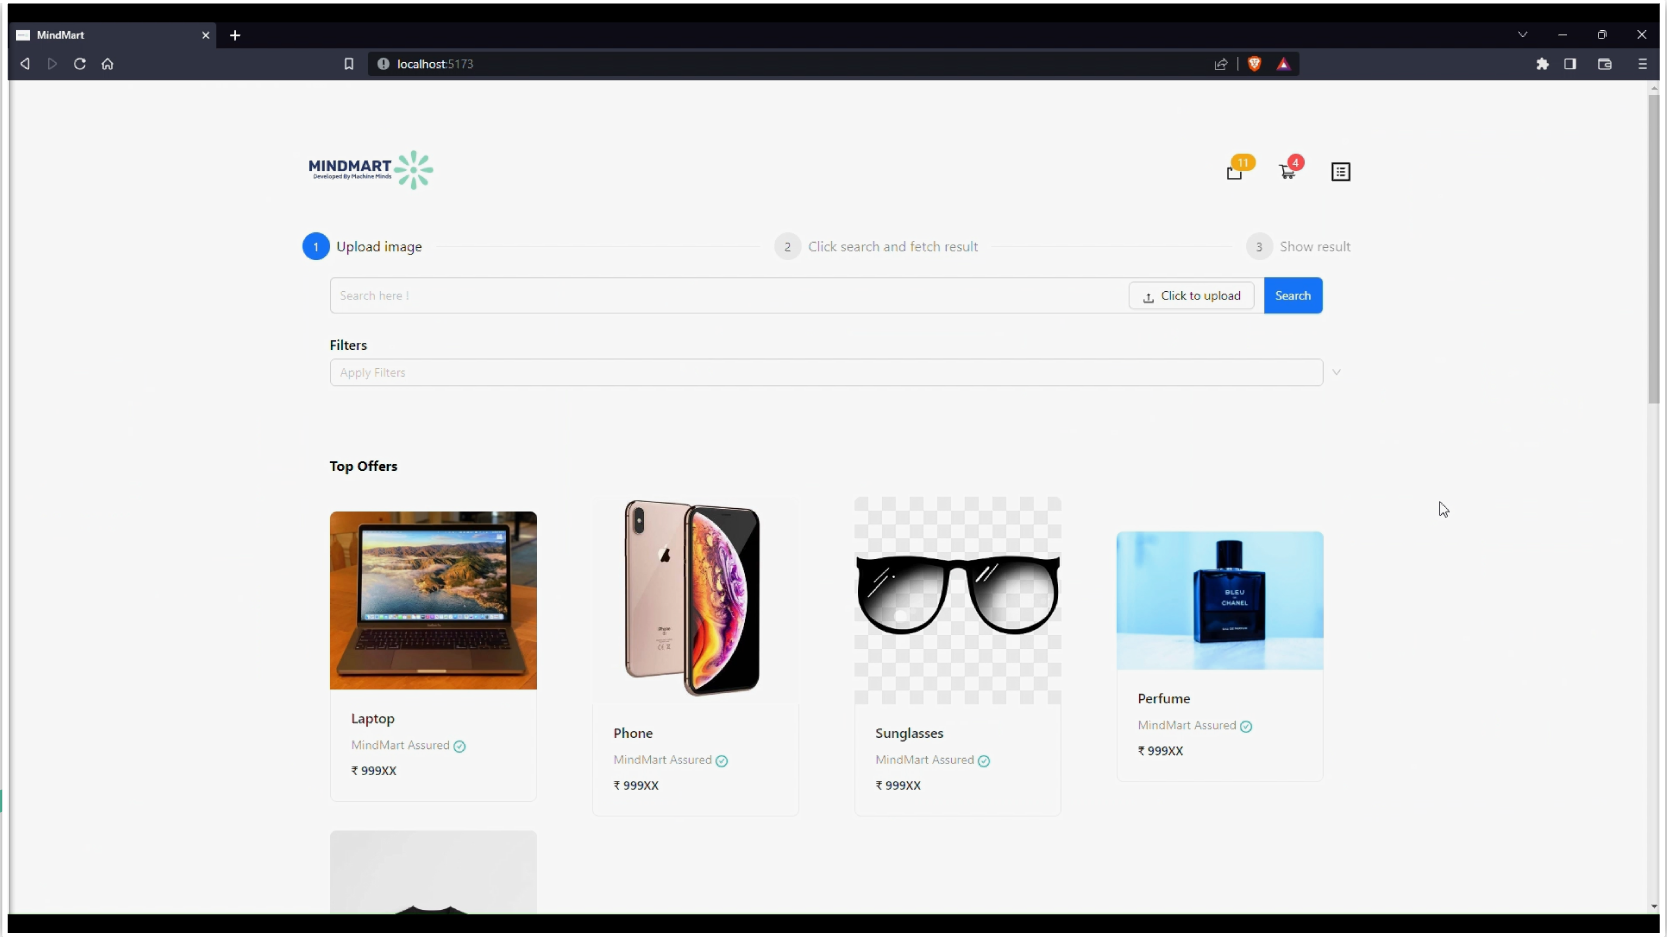 MindMart
localhost:5173
MINDMART
Developed By Machine Minds
11
4
1 Upload image
2 Click search and fetch result
3 Show result
Search here !
Click to upload
Search
Filters
Apply Filters
Top Offers
BLEU
DE
CHANEL
Laptop
MindMart Assured
₹ 999XX
Phone
MindMart Assured
₹ 999XX
Sunglasses
MindMart Assured
₹ 999XX
Perfume
MindMart Assured
₹ 999XX